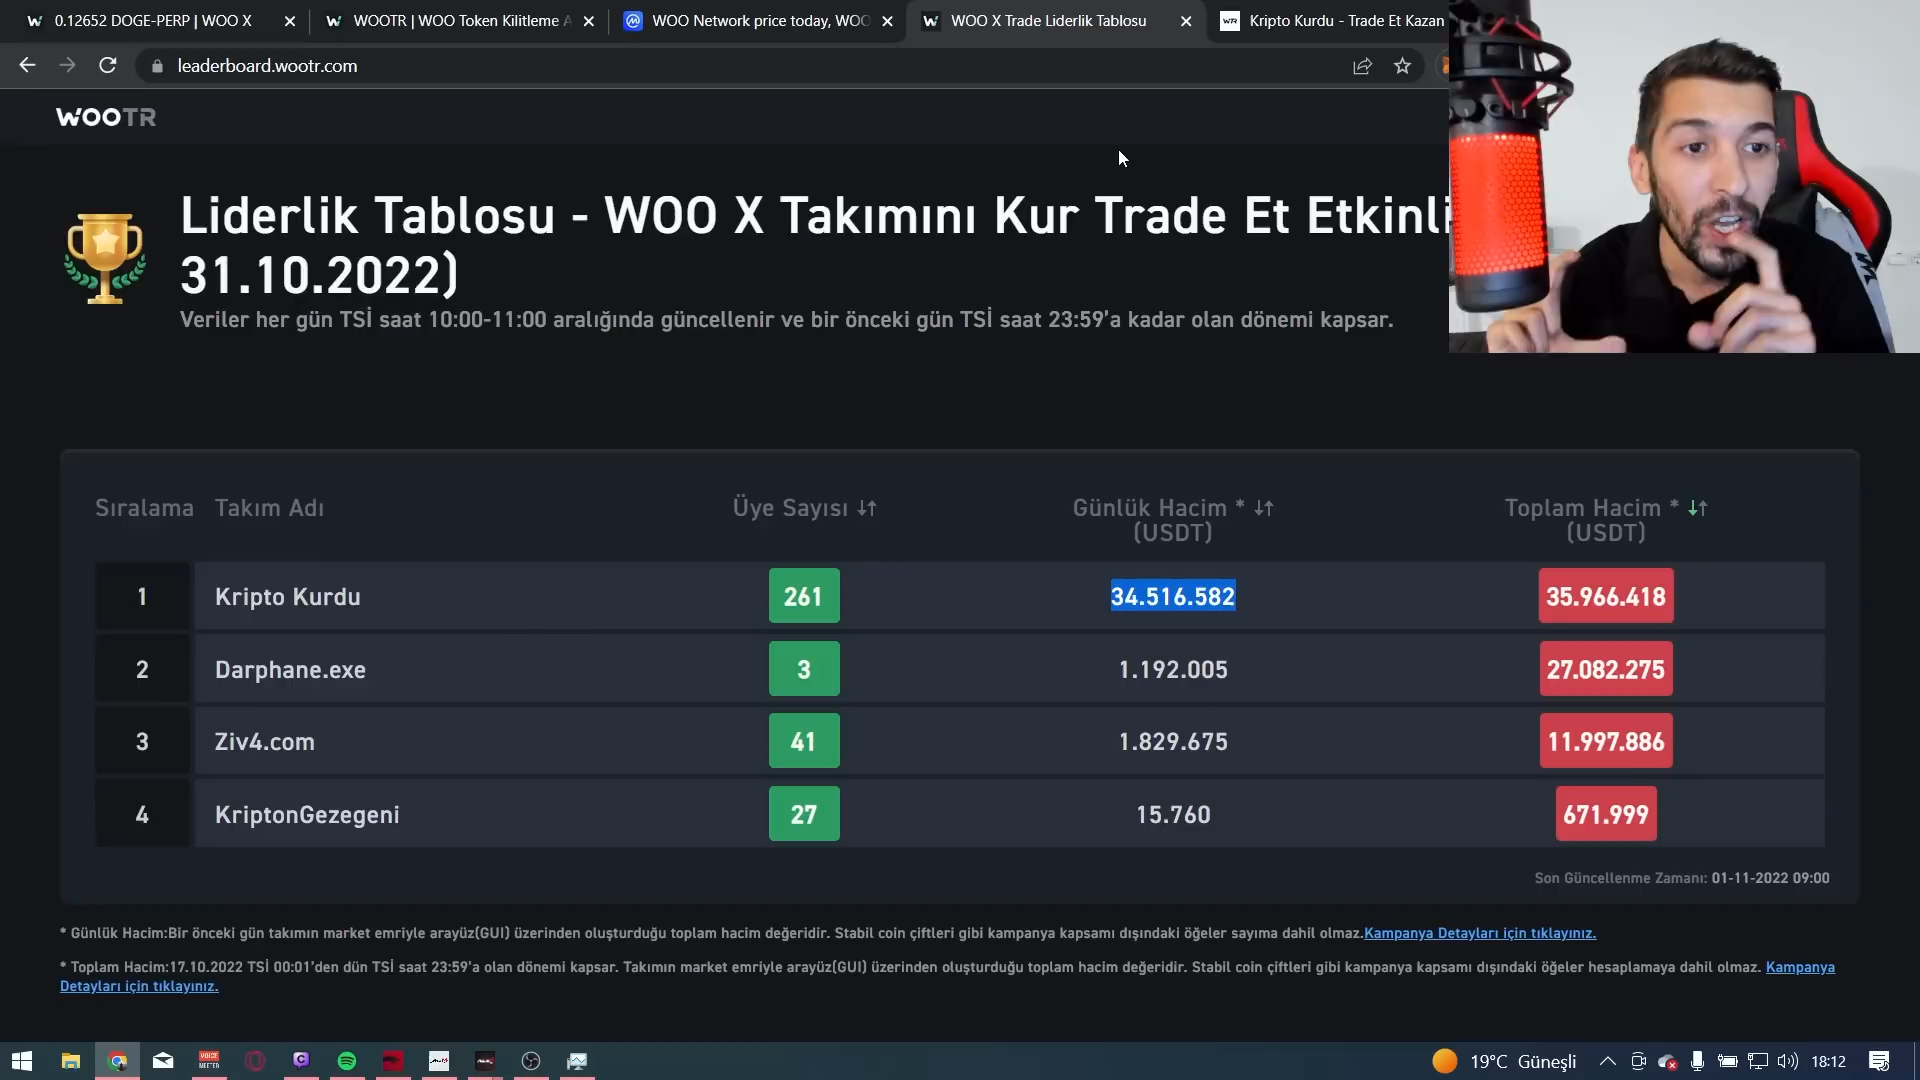 0.12652 DOGE-PERP | WOO X
WOOTR | WOO Token Kilitleme A
WOO Network price today, WOO
WOO X Trade Liderlik Tablosu
Kripto Kurdu - Trade Et Kazan
leaderboard.wootr.com
WOOTR
Liderlik Tablosu - WOO X Takımını Kur Trade Et Etkinli
31.10.2022)
Veriler her gün TSİ saat 10:00-11:00 aralığında güncellenir ve bir önceki gün TSİ saat 23:59’a kadar olan dönemi kapsar.
Sıralama Takım Adı Üye Sayısı Günlük Hacim * Toplam Hacim *
(USDT) (USDT)
1 Kripto Kurdu 261 34.516.582 35.966.418
2 Darphane.exe 3 1.192.005 27.082.275
3 Ziv4.com 41 1.829.675 11.997.886
4 KriptonGezegeni 27 15.760 671.999
Son Güncellenme Zamanı: 01-11-2022 09:00
* Günlük Hacim:Bir önceki gün takımın market emriyle arayüz(GUI) üzerinden oluşturduğu toplam hacim değeridir. Stabil coin çiftleri gibi kampanya kapsamı dışındaki öğeler sayıma dahil olmaz.Kampanya Detayları için tıklayınız.
* Toplam Hacim:17.10.2022 TSİ 00:01’den dün TSİ saat 23:59’a olan dönemi kapsar. Takımın market emriyle arayüz(GUI) üzerinden oluşturduğu toplam hacim değeridir. Stabil coin çiftleri gibi kampanya kapsamı dışındaki öğeler hesaplamaya dahil olmaz. Kampanya
Detayları için tıklayınız.
VOICE
MEETER
19°C Güneşli
18:12